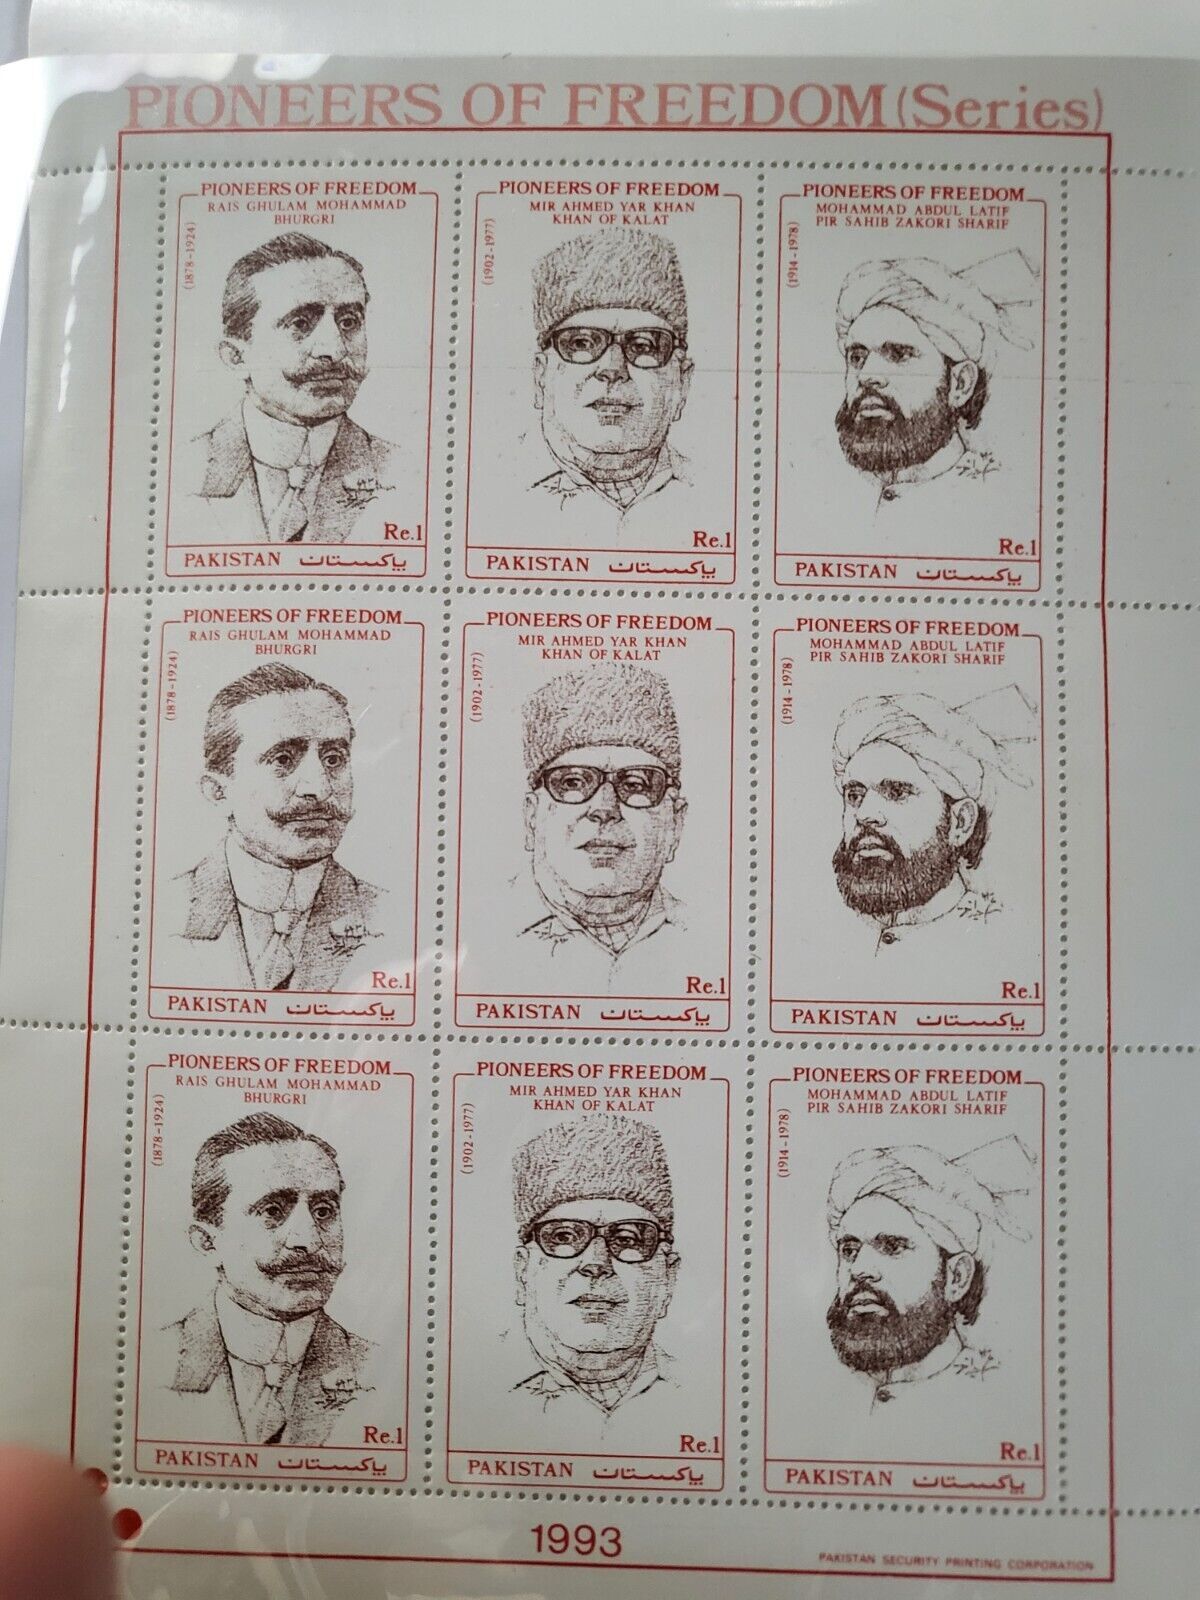 PIONEERS OF FREEDOM (Series)
PIONEERS OF FREEDOM
RAIS GHULAM MOHAMMAD
BHURGRI
(1878-1924)
Re.1
PAKISTAN پاکستان
PIONEERS OF FREEDOM
MIR AHMED YAR KHAN
KHAN OF KALAT
(1902-1977)
Re.1
PAKISTAN پاکستان
PIONEERS OF FREEDOM
MOHAMMAD ABDUL LATIF
PIR SAHIB ZAKORI SHARIF
(1914-1978)
Re.1
PAKISTAN پاکستان
PIONEERS OF FREEDOM
RAIS GHULAM MOHAMMAD
BHURGRI
(1878-1924)
Re.1
PAKISTAN پاکستان
PIONEERS OF FREEDOM
MIR AHMED YAR KHAN
KHAN OF KALAT
(1902-1977)
Re.1
PAKISTAN پاکستان
PIONEERS OF FREEDOM
MOHAMMAD ABDUL LATIF
PIR SAHIB ZAKORI SHARIF
(1914-1978)
Re.1
PAKISTAN پاکستان
PIONEERS OF FREEDOM
RAIS GHULAM MOHAMMAD
BHURGRI
(1878-1924)
Re.1
PAKISTAN پاکستان
PIONEERS OF FREEDOM
MIR AHMED YAR KHAN
KHAN OF KALAT
(1902-1977)
Re.1
PAKISTAN پاکستان
PIONEERS OF FREEDOM
MOHAMMAD ABDUL LATIF
PIR SAHIB ZAKORI SHARIF
(1914-1978)
Re.1
PAKISTAN پاکستان
1993
PAKISTAN SECURITY PRINTING CORPORATION